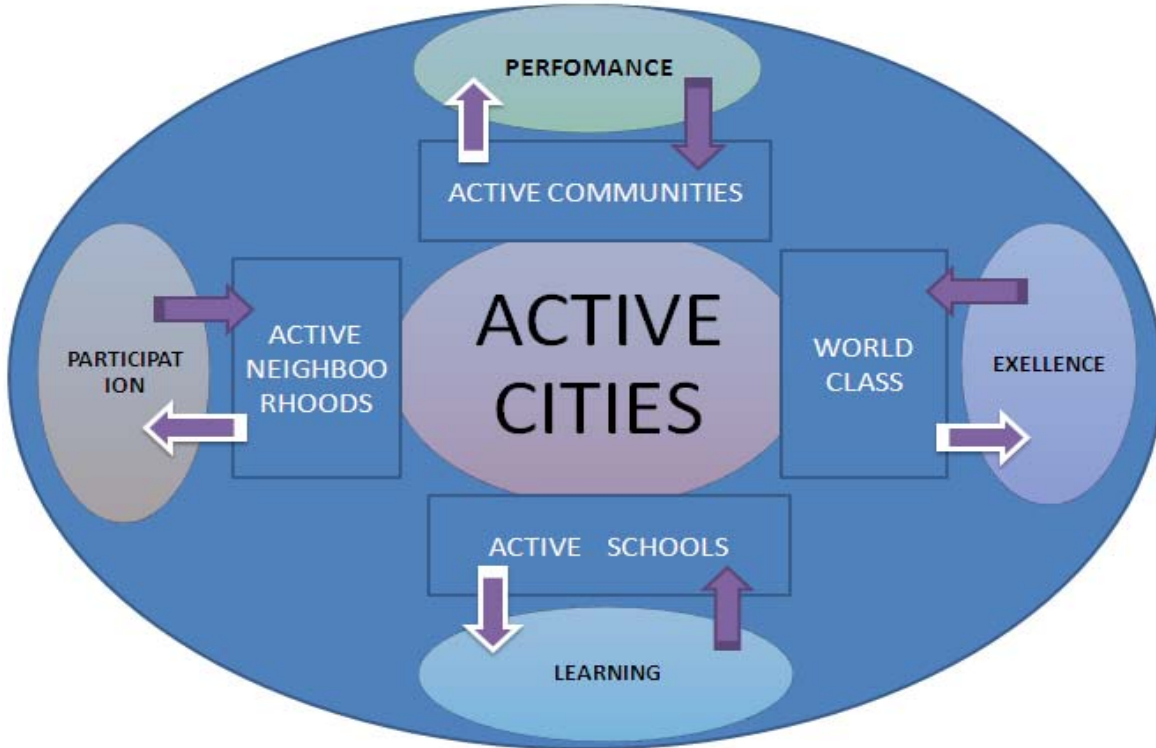 PERFOMANCE
ACTIVE COMMUNITIES
PARTICIPAT
ION
ACTIVE
NEIGHBOO
RHOODS
ACTIVE
CITIES
WORLD
CLASS
EXELLENCE
ACTIVE SCHOOLS
LEARNING